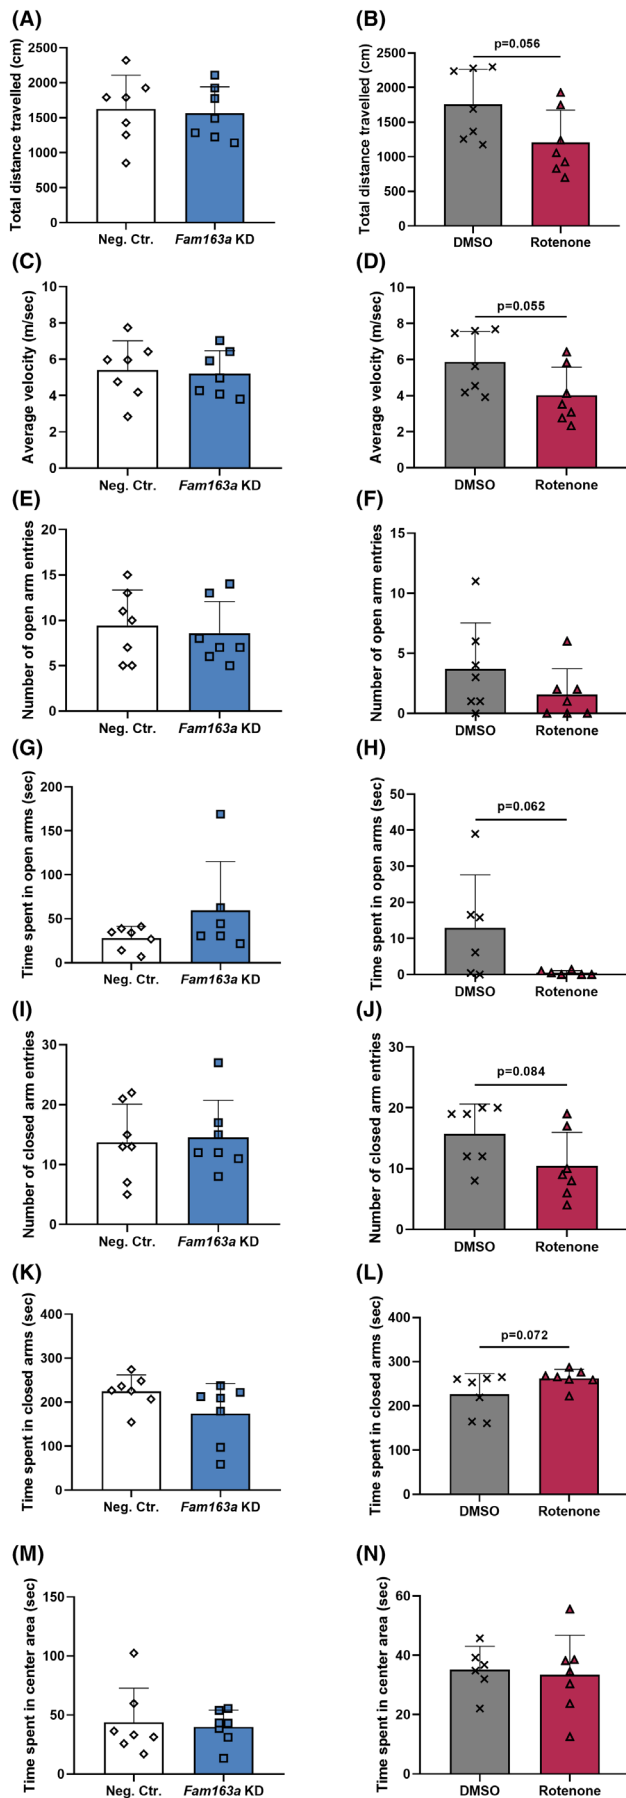 (A)
Total distance travelled (cm)
2500
2000
1500
1000
500
0
Neg. Ctr.
Fam163a KD
(B)
Total distance travelled (cm)
2500
2000
1500
1000
500
0
p=0.056
DMSO
Rotenone
(C)
Average velocity (m/sec)
10
8
6
4
2
0
Neg. Ctr.
Fam163a KD
(D)
Average velocity (m/sec)
10
8
6
4
2
0
p=0.055
DMSO
Rotenone
(E)
Number of open arm entries
20
15
10
5
0
Neg. Ctr.
Fam163a KD
(F)
Number of open arm entries
15
10
5
0
DMSO
Rotenone
(G)
Time spent in open arms (sec)
200
150
100
50
0
Neg. Ctr.
Fam163a KD
(H)
Time spent in open arms (sec)
50
40
30
20
10
0
p=0.062
DMSO
Rotenone
(I)
Number of closed arm entries
30
20
10
0
Neg. Ctr.
Fam163a KD
(J)
Number of closed arm entries
30
20
10
0
p=0.084
DMSO
Rotenone
(K)
Time spent in closed arms (sec)
400
300
200
100
0
Neg. Ctr.
Fam163a KD
(L)
Time spent in closed arms (sec)
400
300
200
100
0
p=0.072
DMSO
Rotenone
(M)
Time spent in center area (sec)
150
100
50
0
Neg. Ctr.
Fam163a KD
(N)
Time spent in center area (sec)
60
40
20
0
DMSO
Rotenone